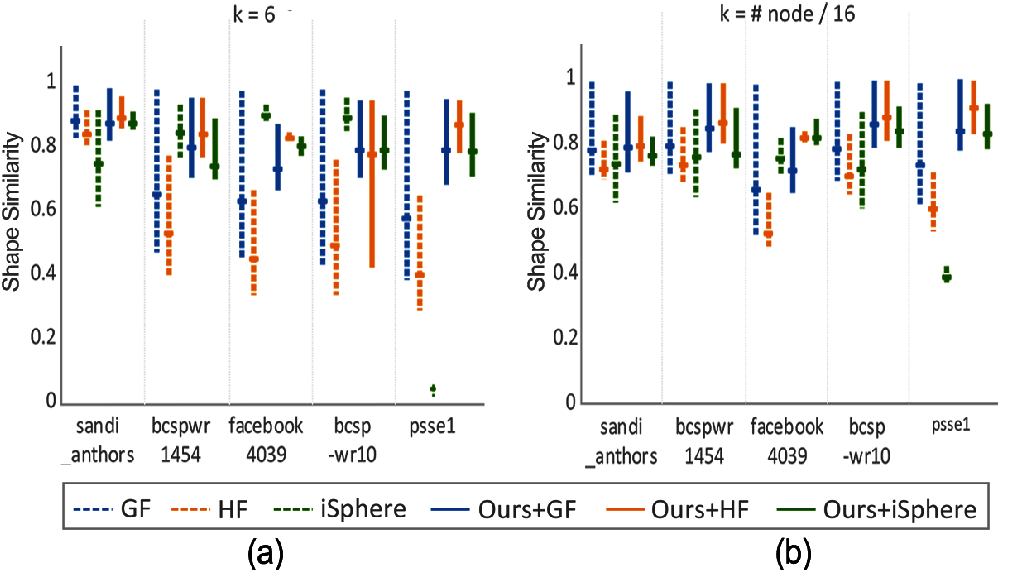 k = 6
k = # node / 16
Shape Similarity
1
0.8
0.6
0.4
0.2
0
sandi
_anthors
bcspwr
1454
facebook
4039
bcsp
-wr10
psse1
Shape Similarity
1
0.8
0.6
0.4
0.2
0
sandi
_anthors
bcspwr
1454
facebook
4039
bcsp
-wr10
psse1
GF HF iSphere Ours+GF Ours+HF Ours+iSphere
(a)
(b)